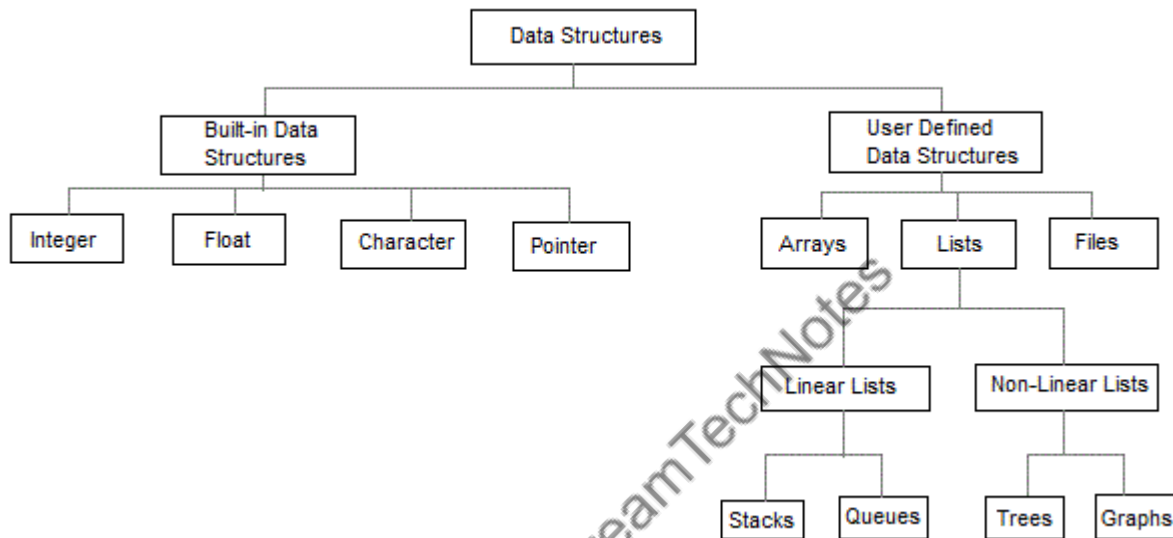 Data Structures
Built-in Data
Structures
User Defined
Data Structures
Integer
Float
Character
Pointer
Arrays
Lists
Files
Linear Lists
Non-Linear Lists
Stacks
Queues
Trees
Graphs